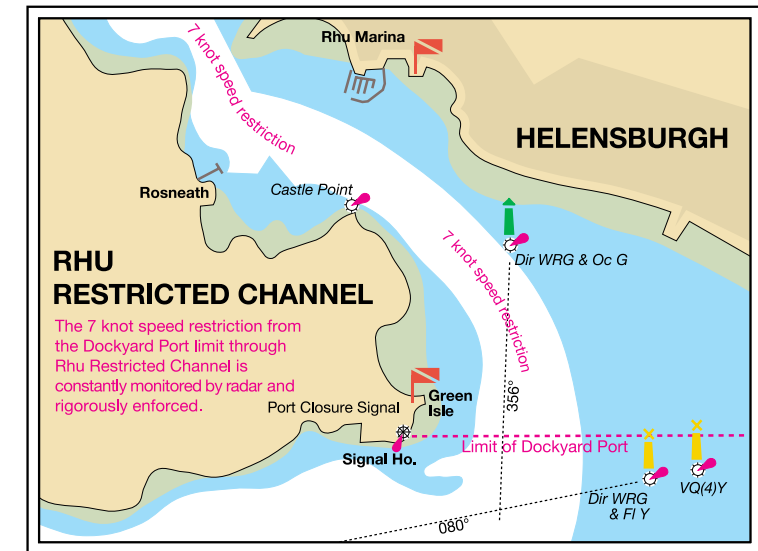 Rhu Marina
7 knot speed restriction
HELENSBURGH
Rosneath
Castle Point
7 knot speed restriction
Dir WRG & Oc G
RHU
RESTRICTED CHANNEL
The 7 knot speed restriction from
the Dockyard Port limit through
Rhu Restricted Channel is
constantly monitored by radar and
rigorously enforced.
356°
Port Closure Signal
Green
Isle
Signal Ho.
Limit of Dockyard Port
Dir WRG
& Fl Y
VQ(4)Y
080°